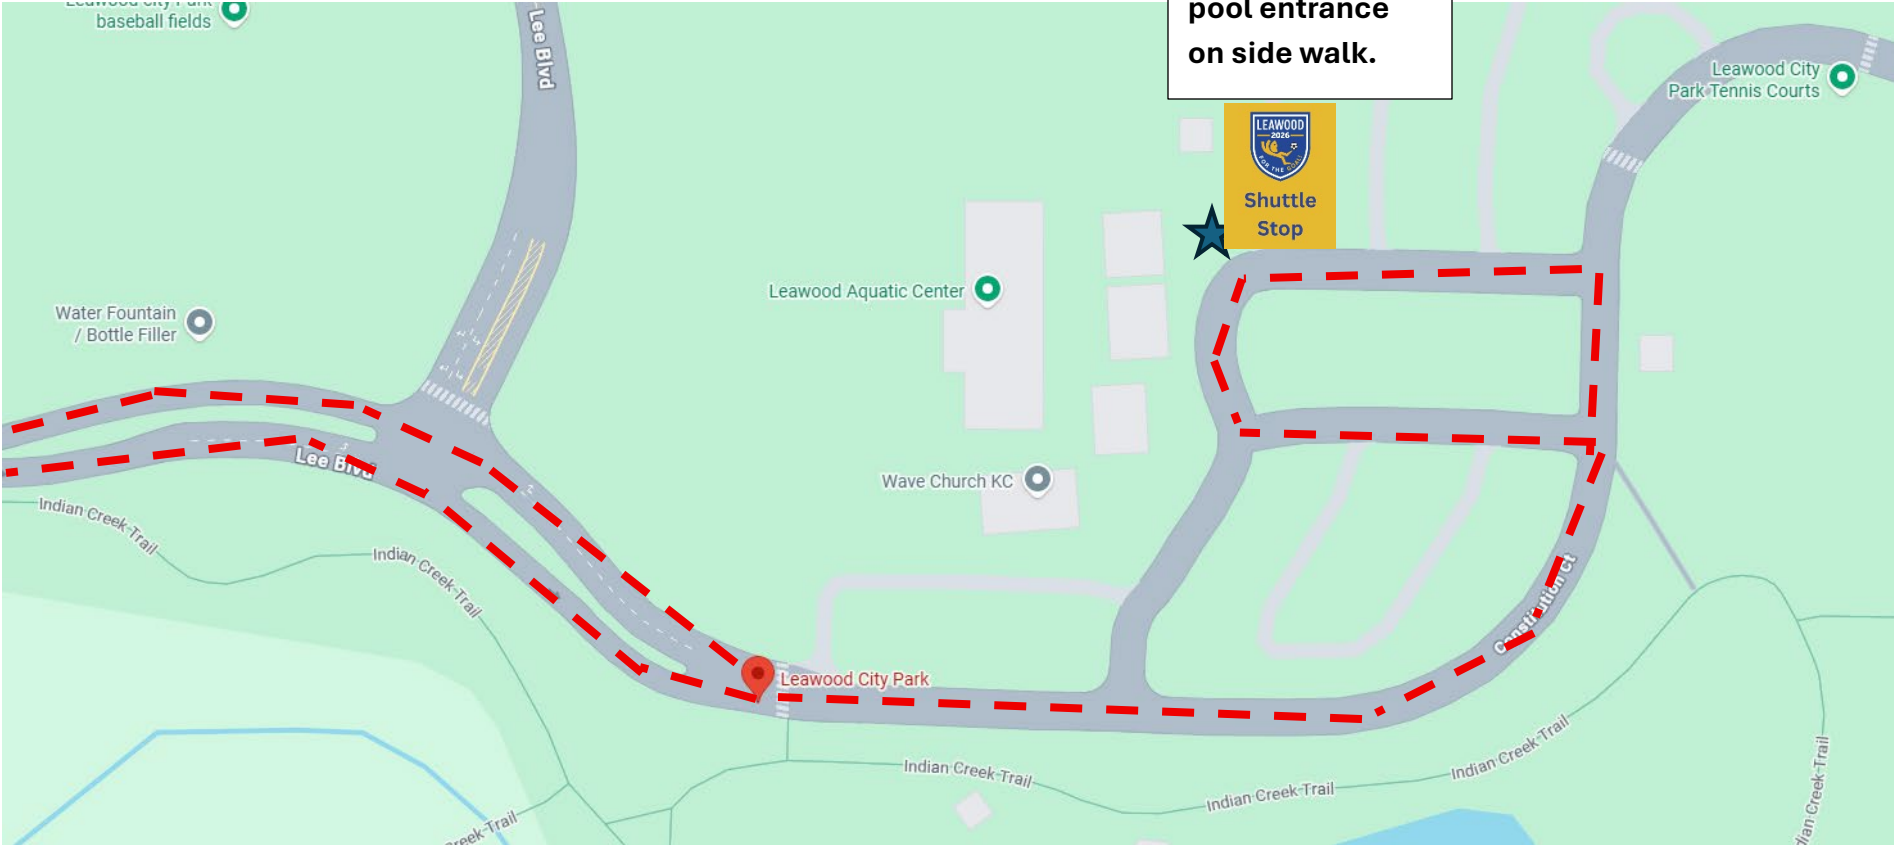 Leawood City Park
baseball fields
Lee Blvd
pool entrance
on side walk.
Leawood City
Park Tennis Courts
LEAWOOD
2026
FOR THE GOAL
Shuttle
Stop
Leawood Aquatic Center
Water Fountain
/ Bottle Filler
Lee Blvd
Wave Church KC
Indian Creek Trail
Indian Creek Trail
Constitution Ct
Leawood City Park
Indian Creek Trail
Indian Creek Trail
Indian Creek Trail
Indian Creek Trail
Creek Trail